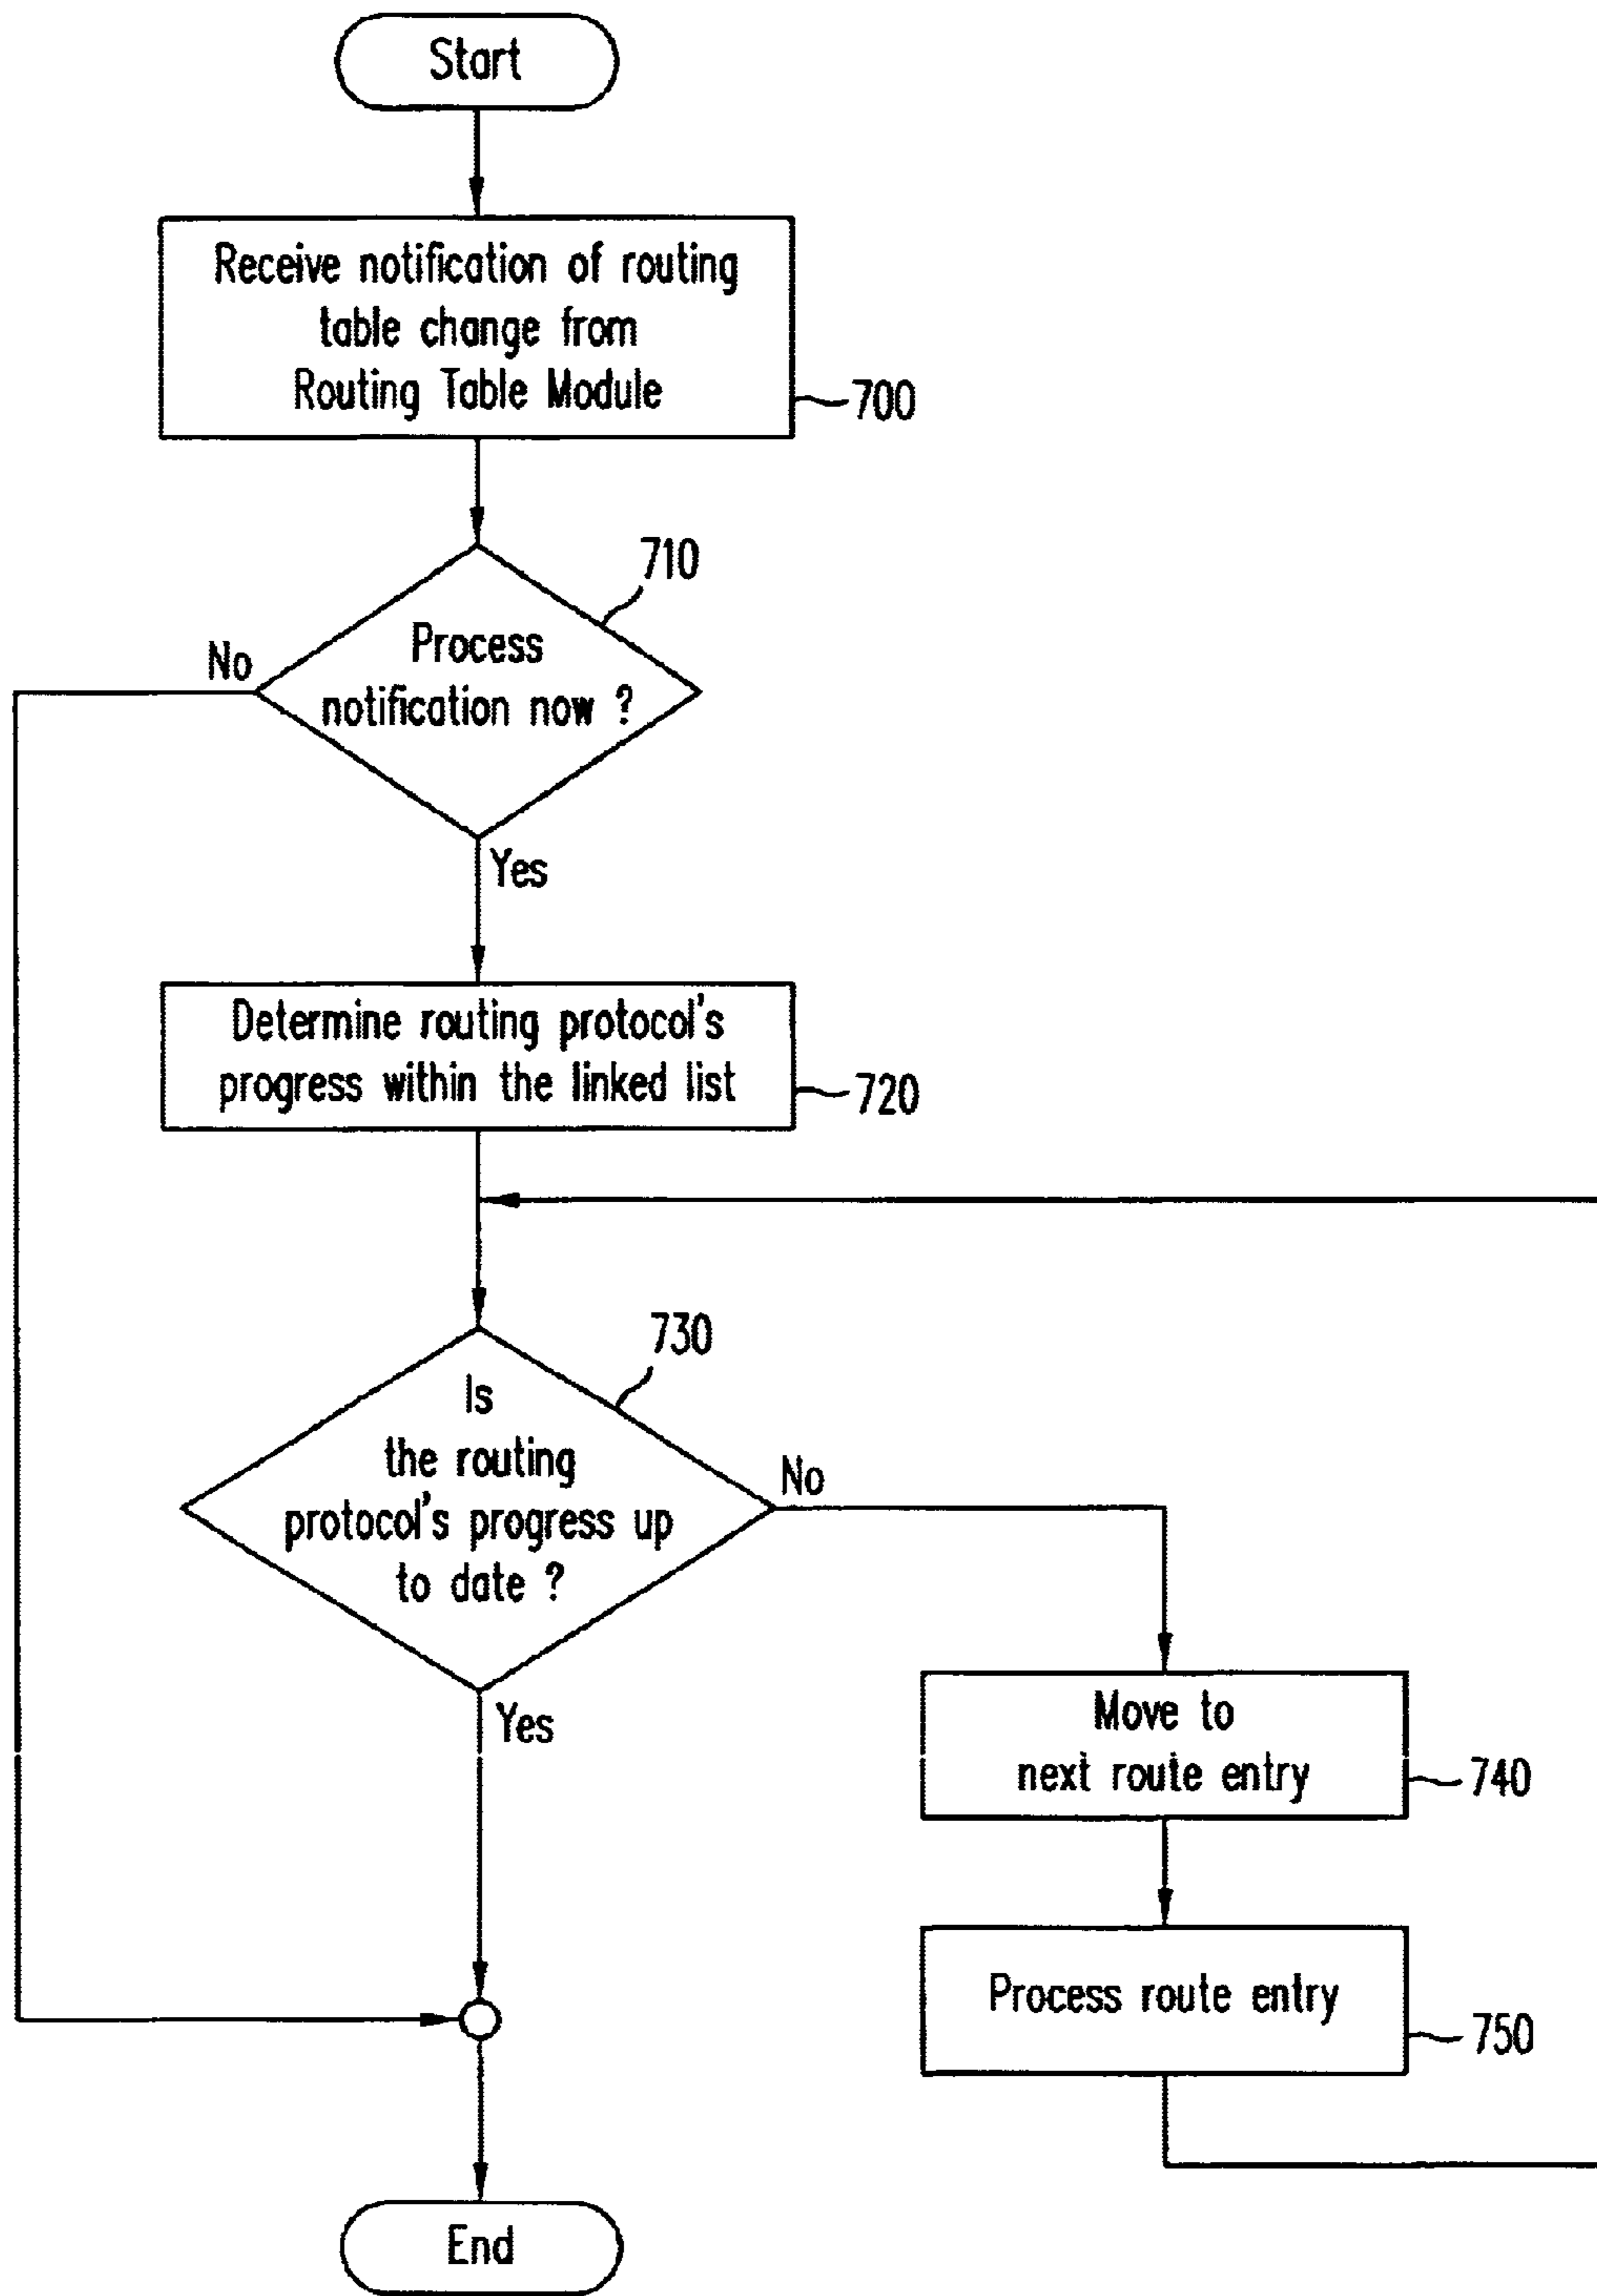 Start
Receive notification of routing
table change from
Routing Table Module
700
710
Process
notification now ?
No
Yes
Determine routing protocol's
progress within the linked list
720
730
Is
the routing
protocol's progress up
to date ?
No
Yes
Move to
next route entry
740
Process route entry
750
End